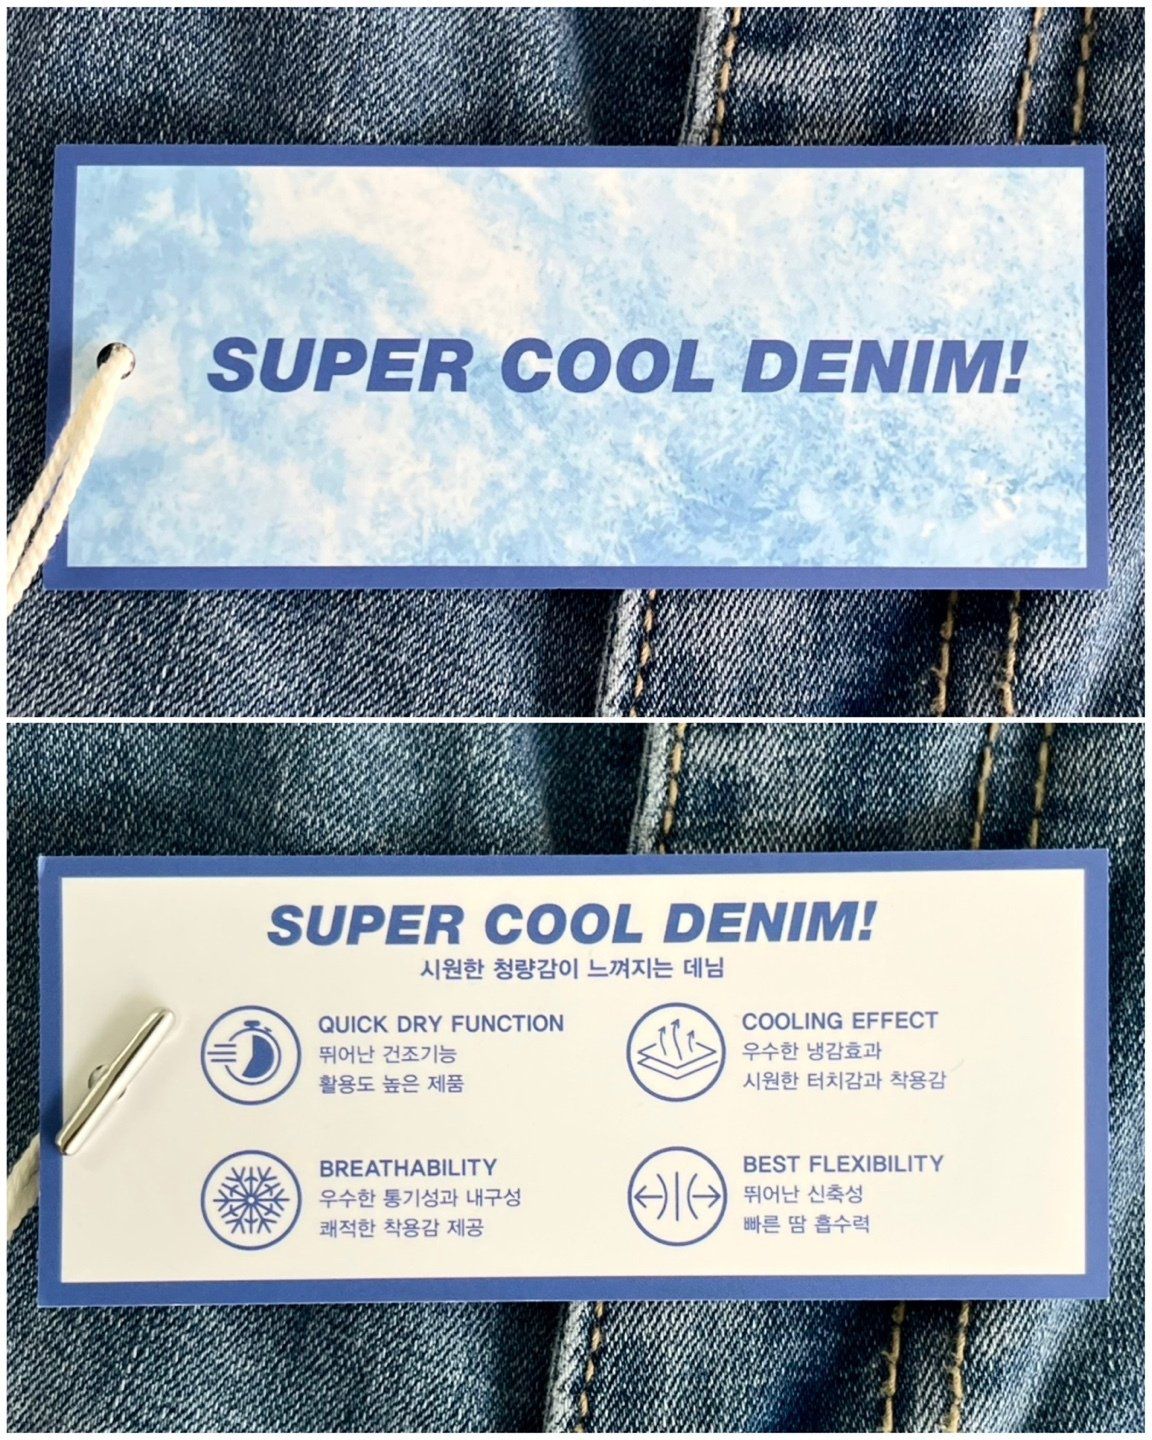 SUPER COOL DENIM!
SUPER COOL DENIM!
시원한 청량감이 느껴지는 데님
QUICK DRY FUNCTION
뛰어난 건조기능
활용도 높은 제품
COOLING EFFECT
우수한 냉감효과
시원한 터치감과 착용감
BREATHABILITY
우수한 통기성과 내구성
쾌적한 착용감 제공
BEST FLEXIBILITY
뛰어난 신축성
빠른 땀 흡수력